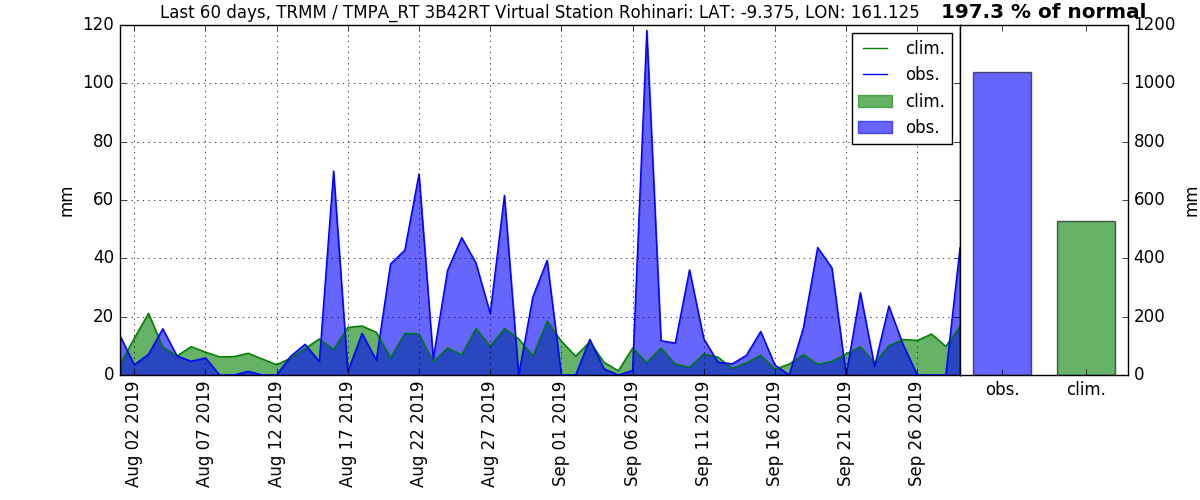 Last 60 days, TRMM / TMPA_RT 3B42RT Virtual Station Rohinari: LAT: -9.375, LON: 161.125
197.3 % of normal
120
100
80
60
40
20
0
mm
clim.
obs.
clim.
obs.
Aug 02 2019
Aug 07 2019
Aug 12 2019
Aug 17 2019
Aug 22 2019
Aug 27 2019
Sep 01 2019
Sep 06 2019
Sep 11 2019
Sep 16 2019
Sep 21 2019
Sep 26 2019
1200
1000
800
600
400
200
0
mm
obs.
clim.